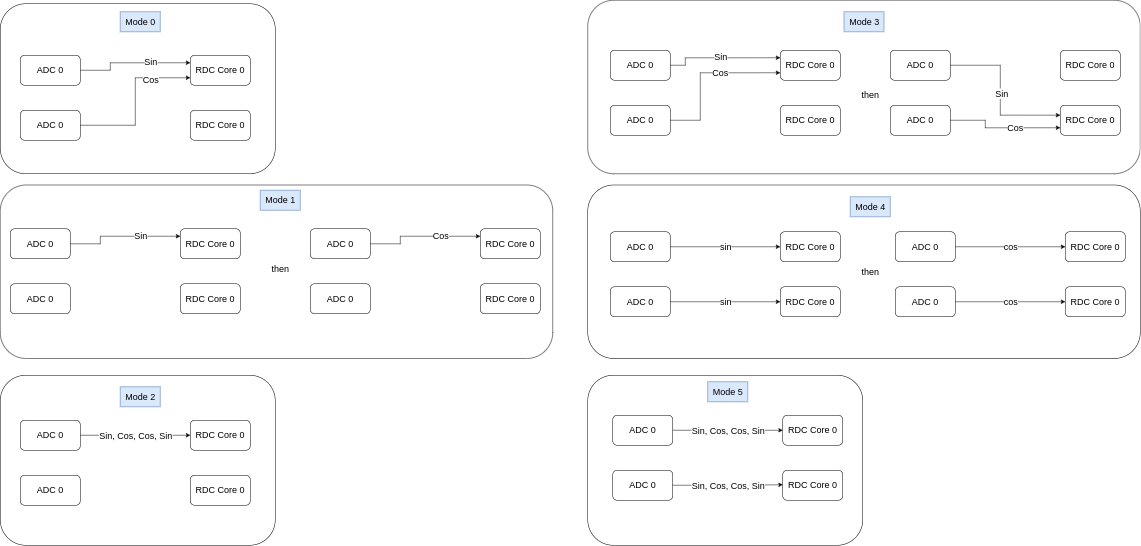 Mode 0
ADC 0
Sin
RDC Core 0
Cos
ADC 0
RDC Core 0
Mode 3
ADC 0
Sin
RDC Core 0
ADC 0
RDC Core 0
Cos
then
Sin
ADC 0
RDC Core 0
ADC 0
RDC Core 0
Cos
Mode 1
ADC 0
Sin
RDC Core 0
ADC 0
Cos
RDC Core 0
then
ADC 0
RDC Core 0
ADC 0
RDC Core 0
Mode 4
ADC 0
sin
RDC Core 0
ADC 0
cos
RDC Core 0
then
ADC 0
sin
RDC Core 0
ADC 0
cos
RDC Core 0
Mode 2
ADC 0
Sin, Cos, Cos, Sin
RDC Core 0
ADC 0
RDC Core 0
Mode 5
ADC 0
Sin, Cos, Cos, Sin
RDC Core 0
ADC 0
Sin, Cos, Cos, Sin
RDC Core 0